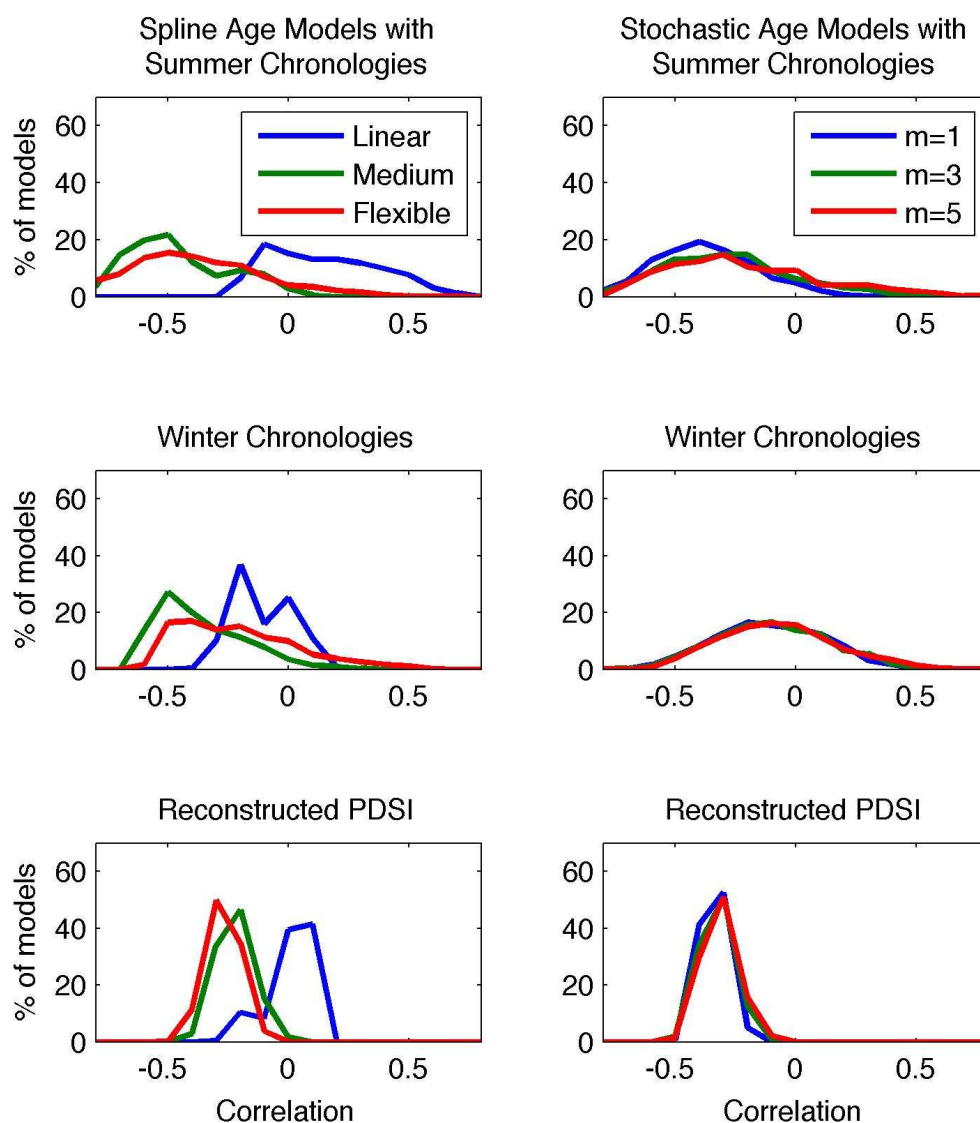 Spline Age Models with
Summer Chronologies
% of models
60
40
20
0
Linear
Medium
Flexible
-0.5
0
0.5
Stochastic Age Models with
Summer Chronologies
60
40
20
0
m=1
m=3
m=5
-0.5
0
0.5
Winter Chronologies
% of models
60
40
20
0
-0.5
0
0.5
Winter Chronologies
60
40
20
0
-0.5
0
0.5
Reconstructed PDSI
% of models
60
40
20
0
-0.5
0
0.5
Correlation
Reconstructed PDSI
60
40
20
0
-0.5
0
0.5
Correlation